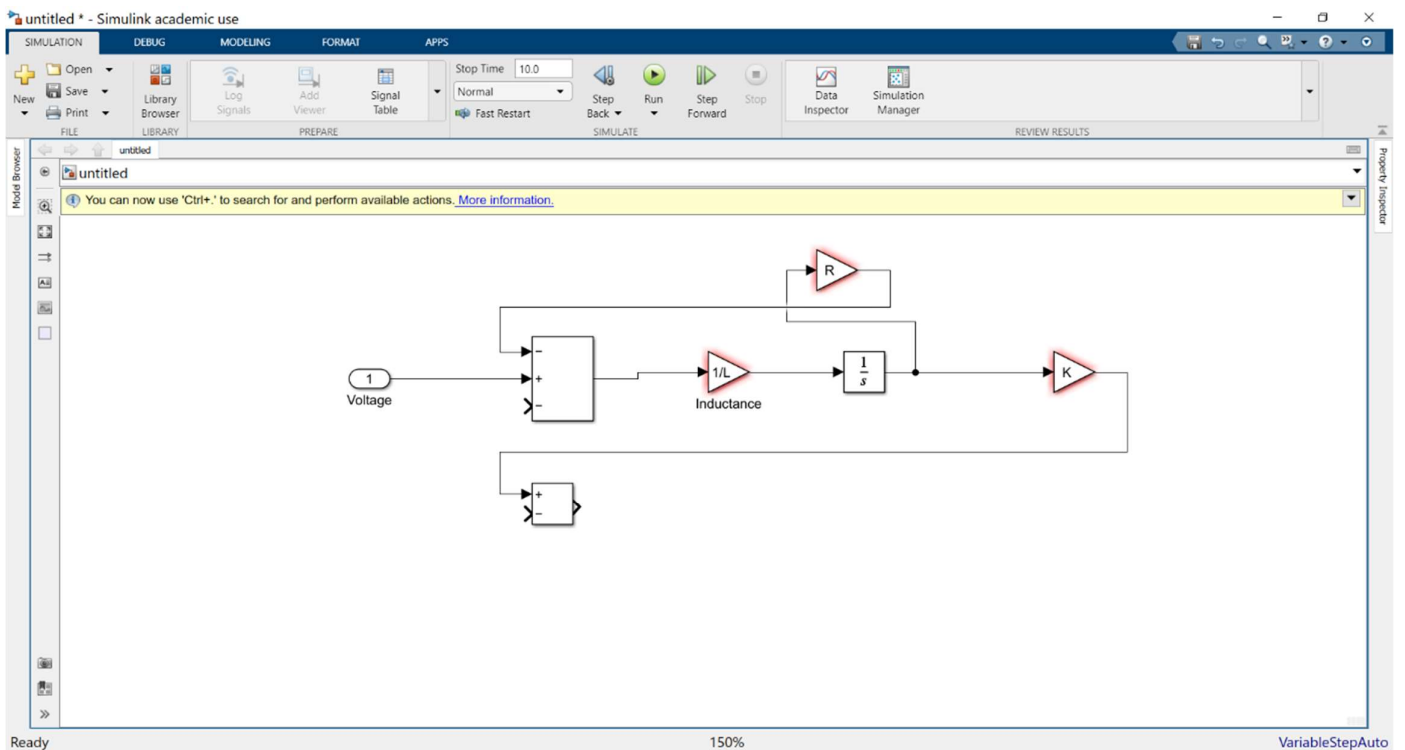 untitled * - Simulink academic use
SIMULATION DEBUG MODELING FORMAT APPS
New
Open
Save
Print
FILE
Library
Browser
LIBRARY
Log
Signals
Add
Viewer
Signal
Table
PREPARE
Stop Time 10.0
Normal
Fast Restart
Step
Back
Run
Step
Forward
Stop
SIMULATE
Data
Inspector
Simulation
Manager
REVIEW RESULTS
Model Browser
untitled
untitled
Property Inspector
You can now use 'Ctrl+.' to search for and perform available actions. More information.
R
−
+
−
1
Voltage
1/L
Inductance
1
s
K
+
−
Ready
150%
VariableStepAuto